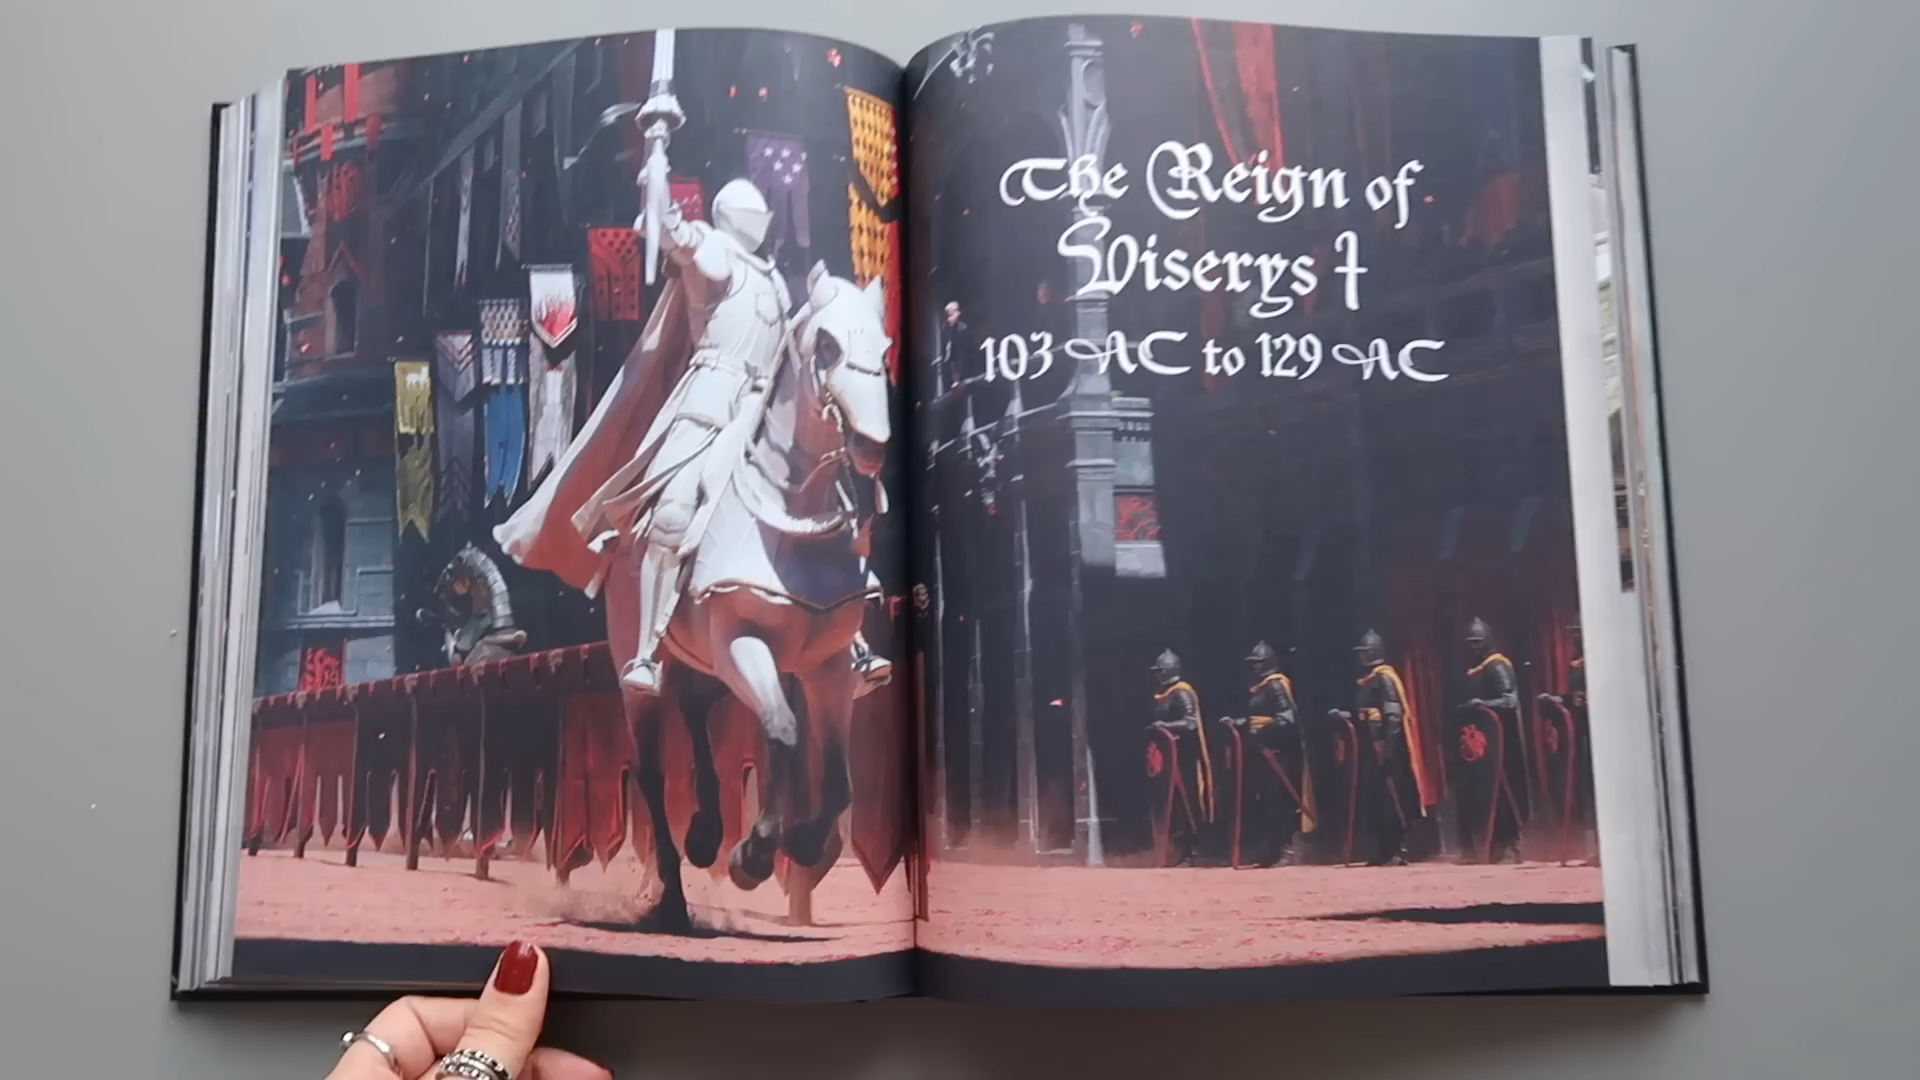 The Reign of
Viserys I
103 AC to 129 AC